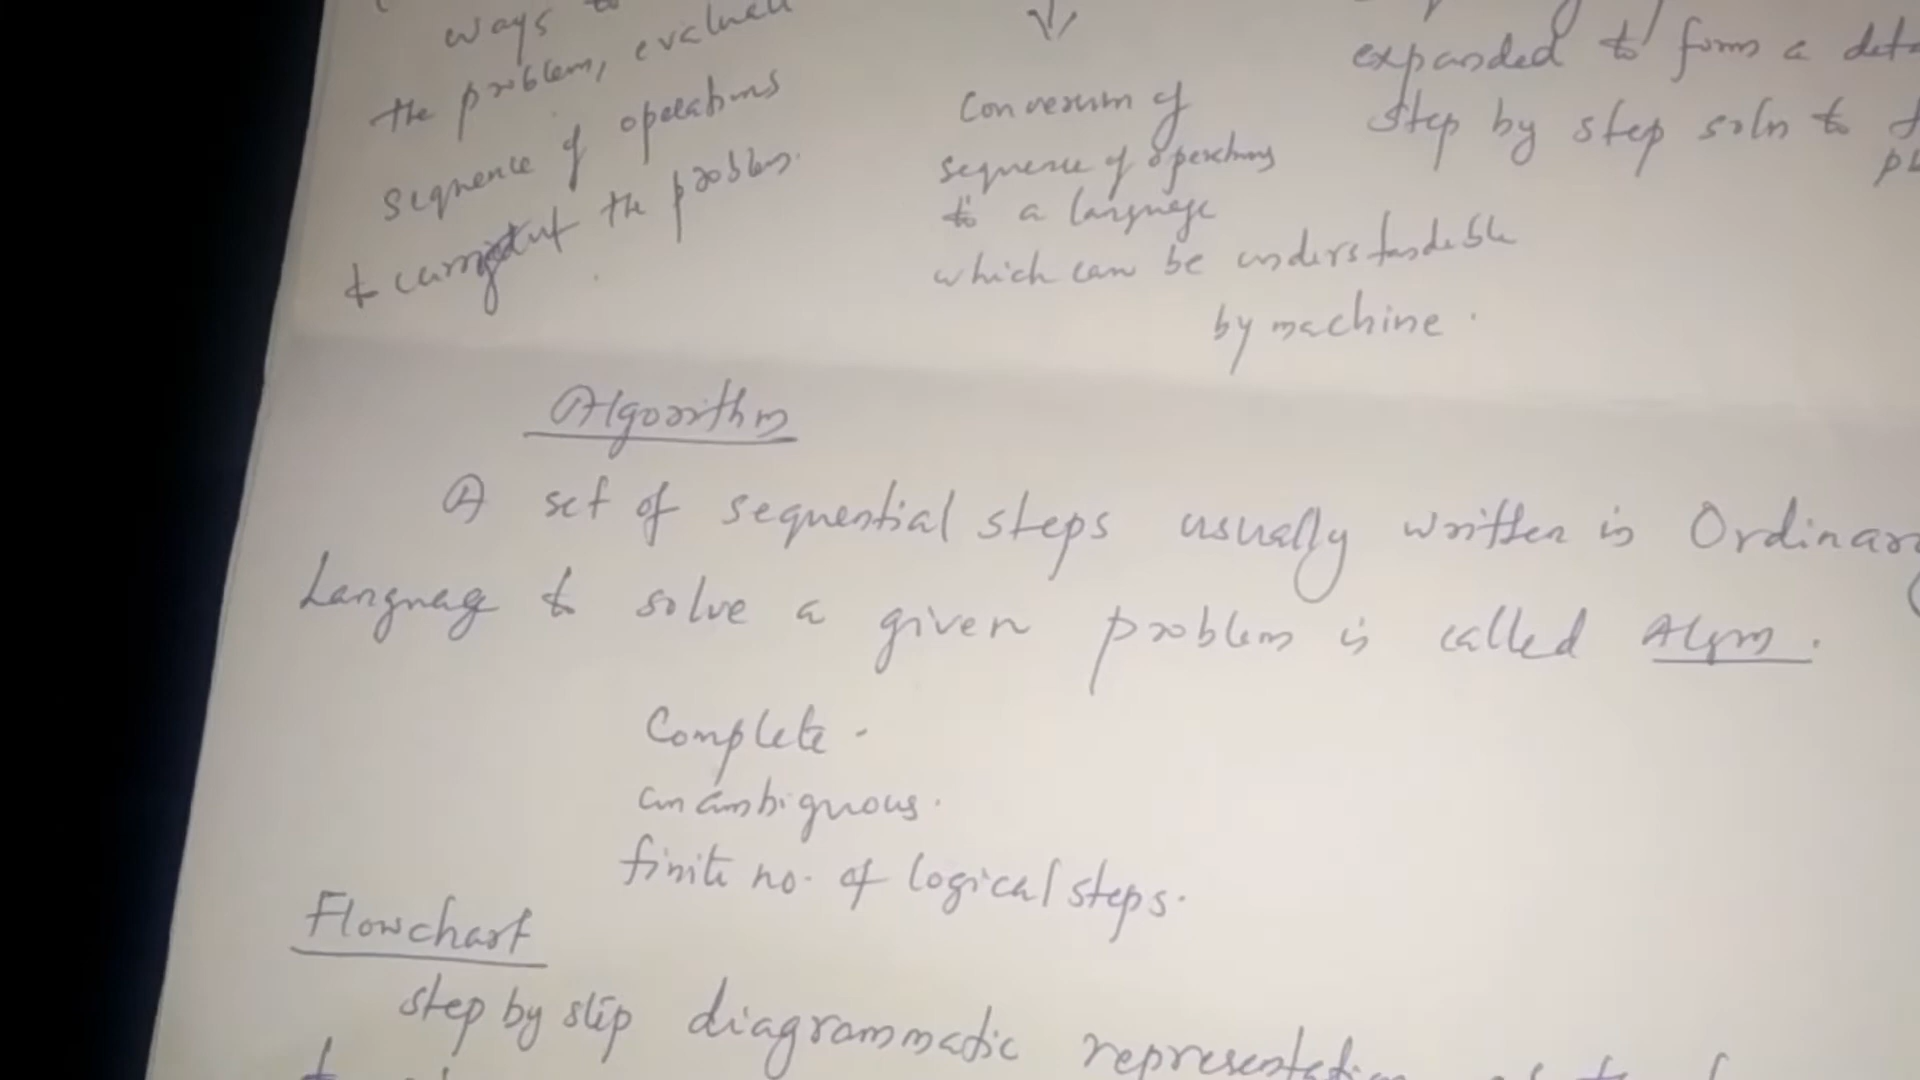 ways to
the problem, evaluate
sequence of operations
& carryout the problem.
Conversion of
sequence of operations
to a language
which can be understandable
by machine.
expanded to form a
step by step soln to
Algorithm
A set of sequential steps usually written in Ordinary
Language to solve a given problem is called Algm.
Complete.
unambiguous.
finite no. of logical steps.
Flowchart
step by step diagrammatic representation